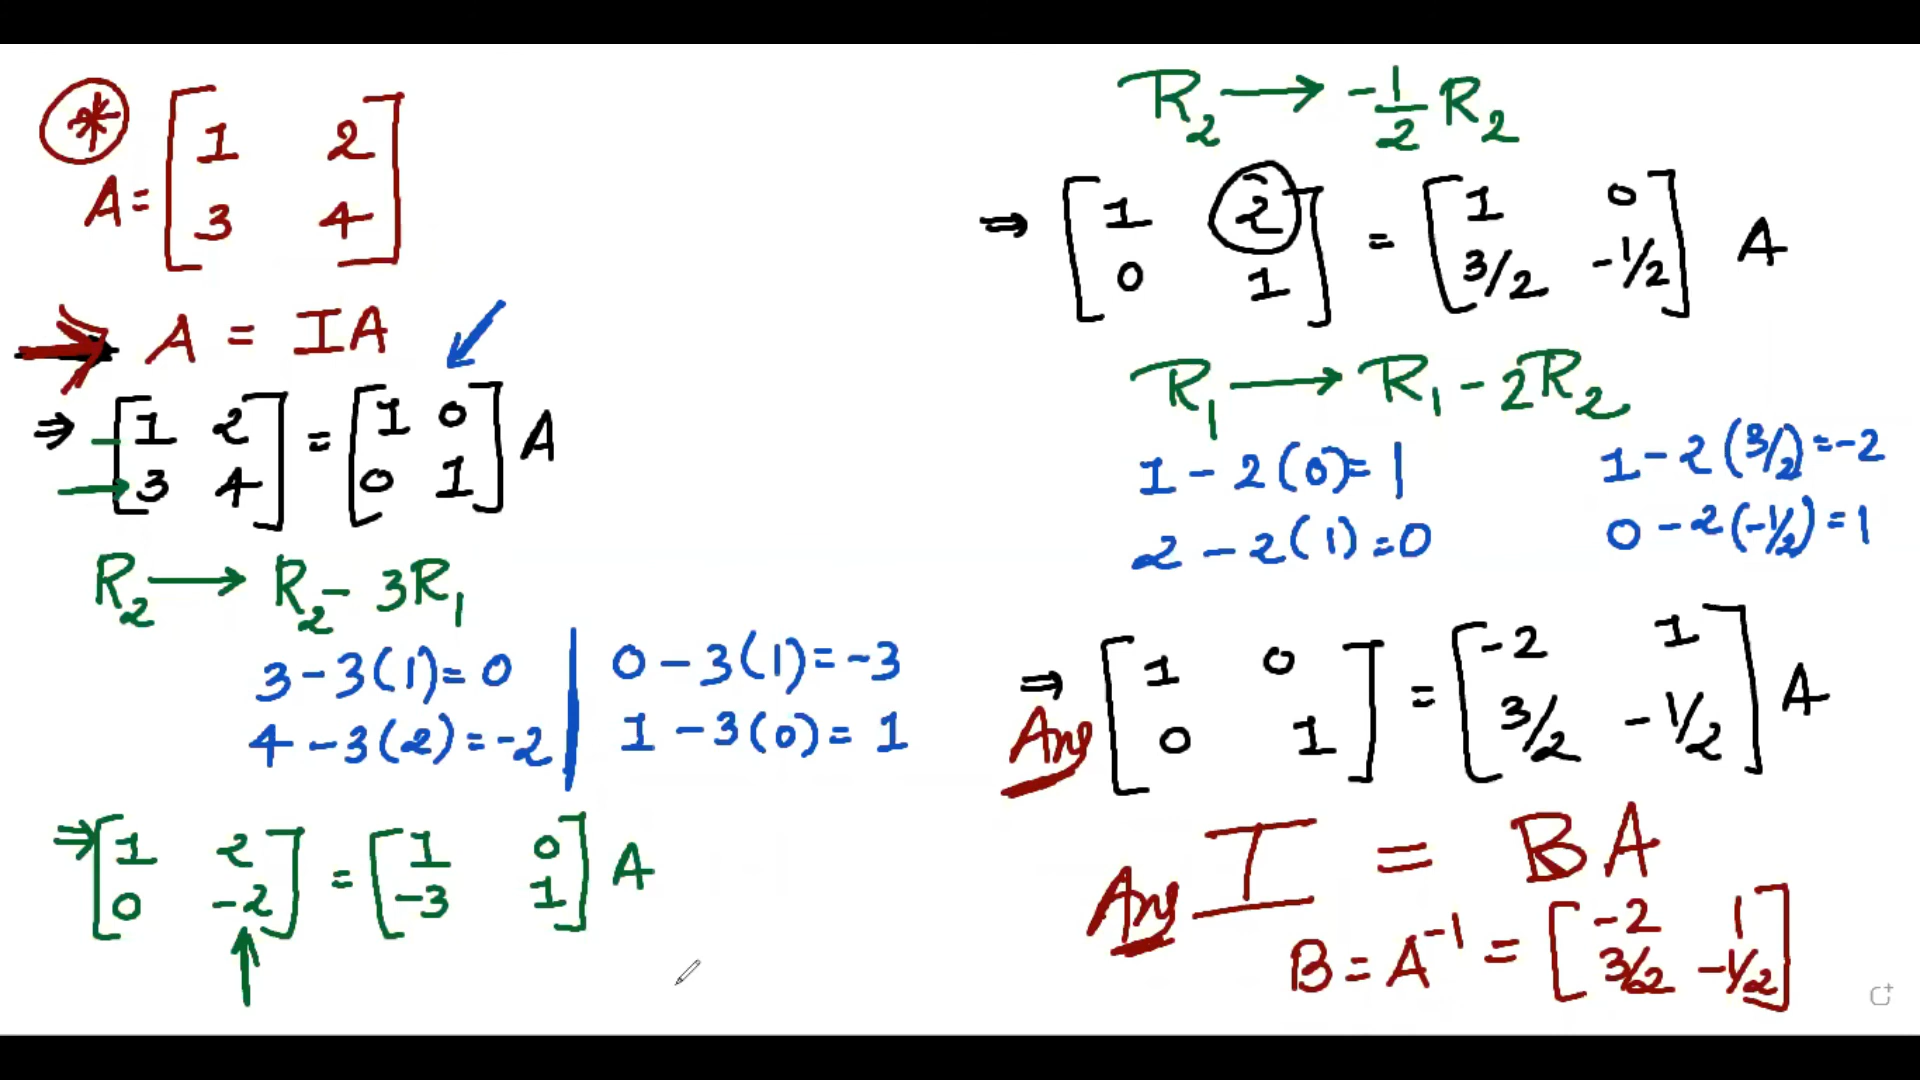 *
A = [ 1 2
3 4 ]
⇒ A = IA
⇒ [ 1 2
3 4 ] = [ 1 0
0 1 ] A
R₂ → R₂ - 3R₁
3 - 3(1) = 0 | 0 - 3(1) = -3
4 - 3(2) = -2 | 1 - 3(0) = 1
⇒ [ 1 2
0 -2 ] = [ 1 0
-3 1 ] A
R₂ → -1/2 R₂
⇒ [ 1 2
0 1 ] = [ 1 0
3/2 -1/2 ] A
R₁ → R₁ - 2R₂
1 - 2(0) = 1 1 - 2(3/2) = -2
2 - 2(1) = 0 0 - 2(-1/2) = 1
⇒ [ 1 0
0 1 ] = [ -2 1
3/2 -1/2 ] A
Ans
I = BA
Ans
B = A⁻¹ = [ -2 1
3/2 -1/2 ]